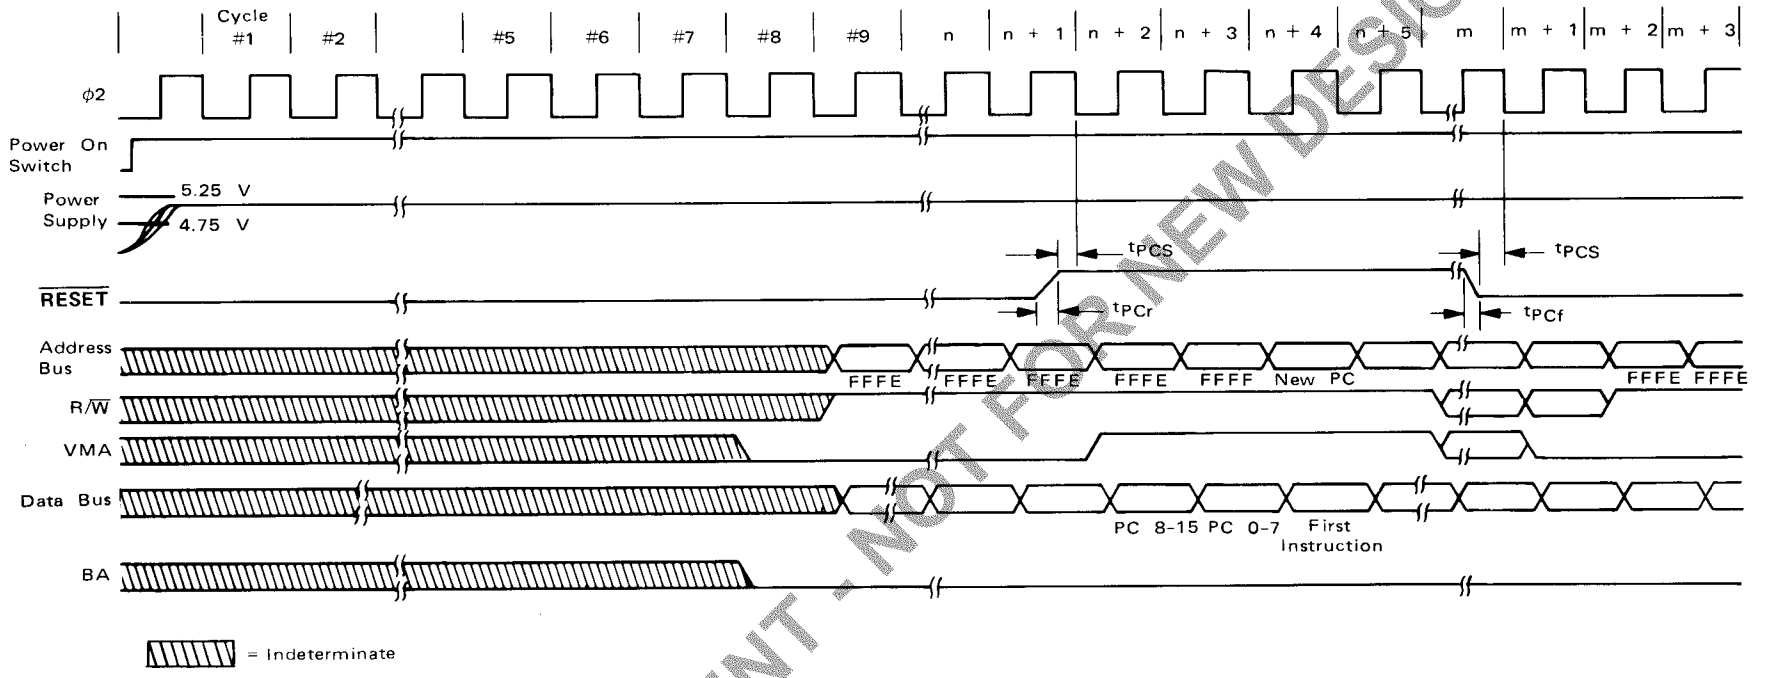 Cycle
#1 #2 #5 #6 #7 #8 #9 n n + 1 n + 2 n + 3 n + 4 n + 5 m m + 1 m + 2 m + 3
ϕ2
Power On
Switch
5.25 V
Power
Supply
4.75 V
tPCS tPCS
RESET
tPCr tPCf
Address
Bus
FFFE FFFE FFFE FFFE FFFF New PC FFFE FFFE
R/W
VMA
Data Bus
PC 8-15 PC 0-7 First
Instruction
BA
= Indeterminate
NT - NOT FOR NEW DESIG